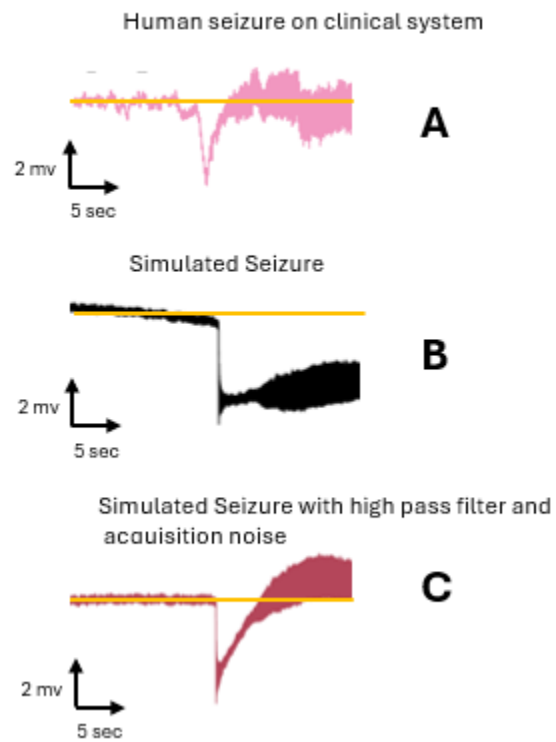 Human seizure on clinical system
A
2 mv
5 sec
Simulated Seizure
B
2 mv
5 sec
Simulated Seizure with high pass filter and
acquisition noise
C
2 mv
5 sec